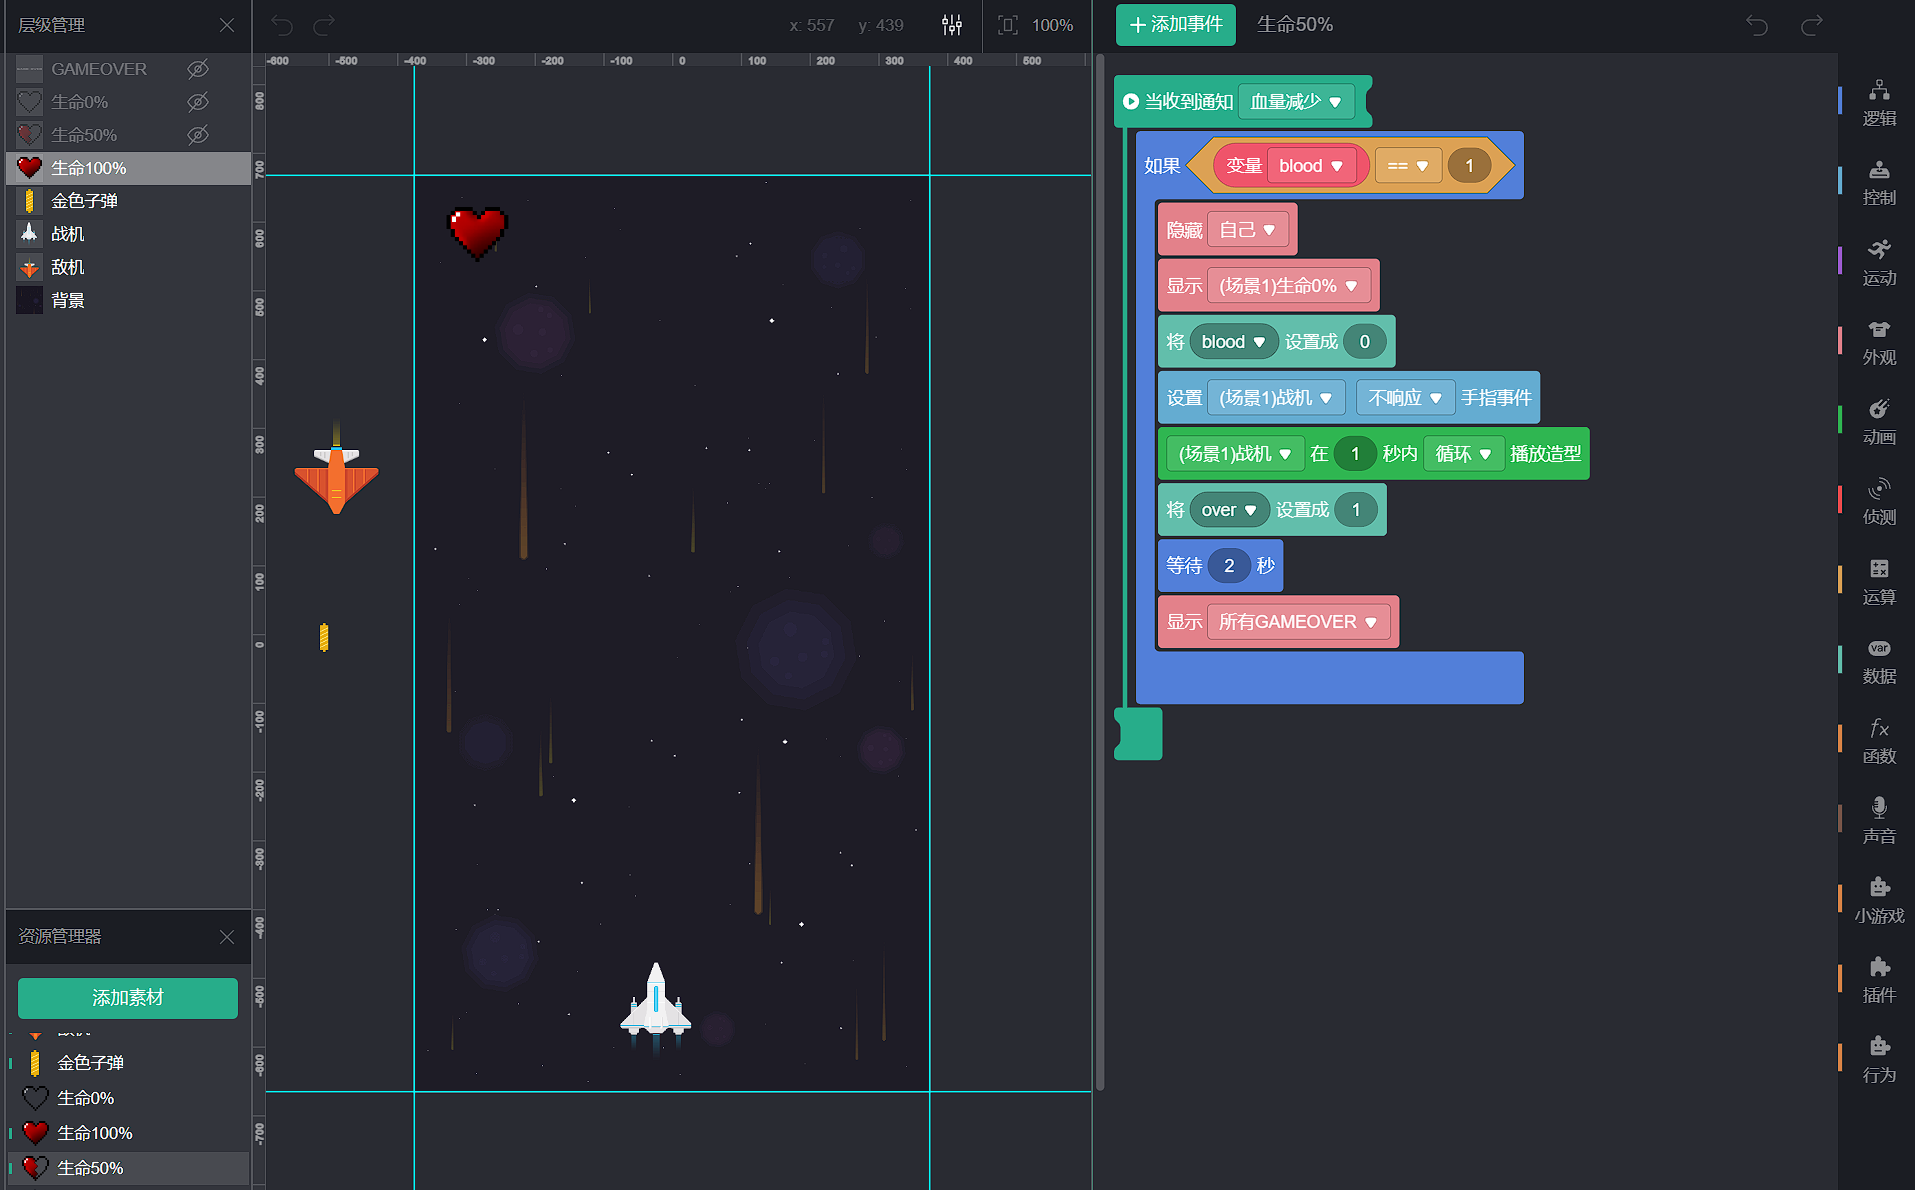 层级管理
GAMEOVER
生命0%
生命50%
生命100%
金色子弹
战机
敌机
背景
资源管理器
添加素材
敌机
金色子弹
生命0%
生命100%
生命50%
x: 557 y: 439 100%
-600 -500 -400 -300 -200 -100 0 100 200 300 400 500
800
700
600
500
400
300
200
100
0
-100
-200
-300
-400
-500
-600
-700
+ 添加事件 生命50%
当收到通知 血量减少
如果 变量 blood == 1
隐藏 自己
显示 (场景1)生命0%
将 blood 设置成 0
设置 (场景1)战机 不响应 手指事件
(场景1)战机 在 1 秒内 循环 播放造型
将 over 设置成 1
等待 2 秒
显示 所有GAMEOVER
逻辑
控制
运动
外观
动画
侦测
运算
var
数据
fx
函数
声音
小游戏
插件
行为